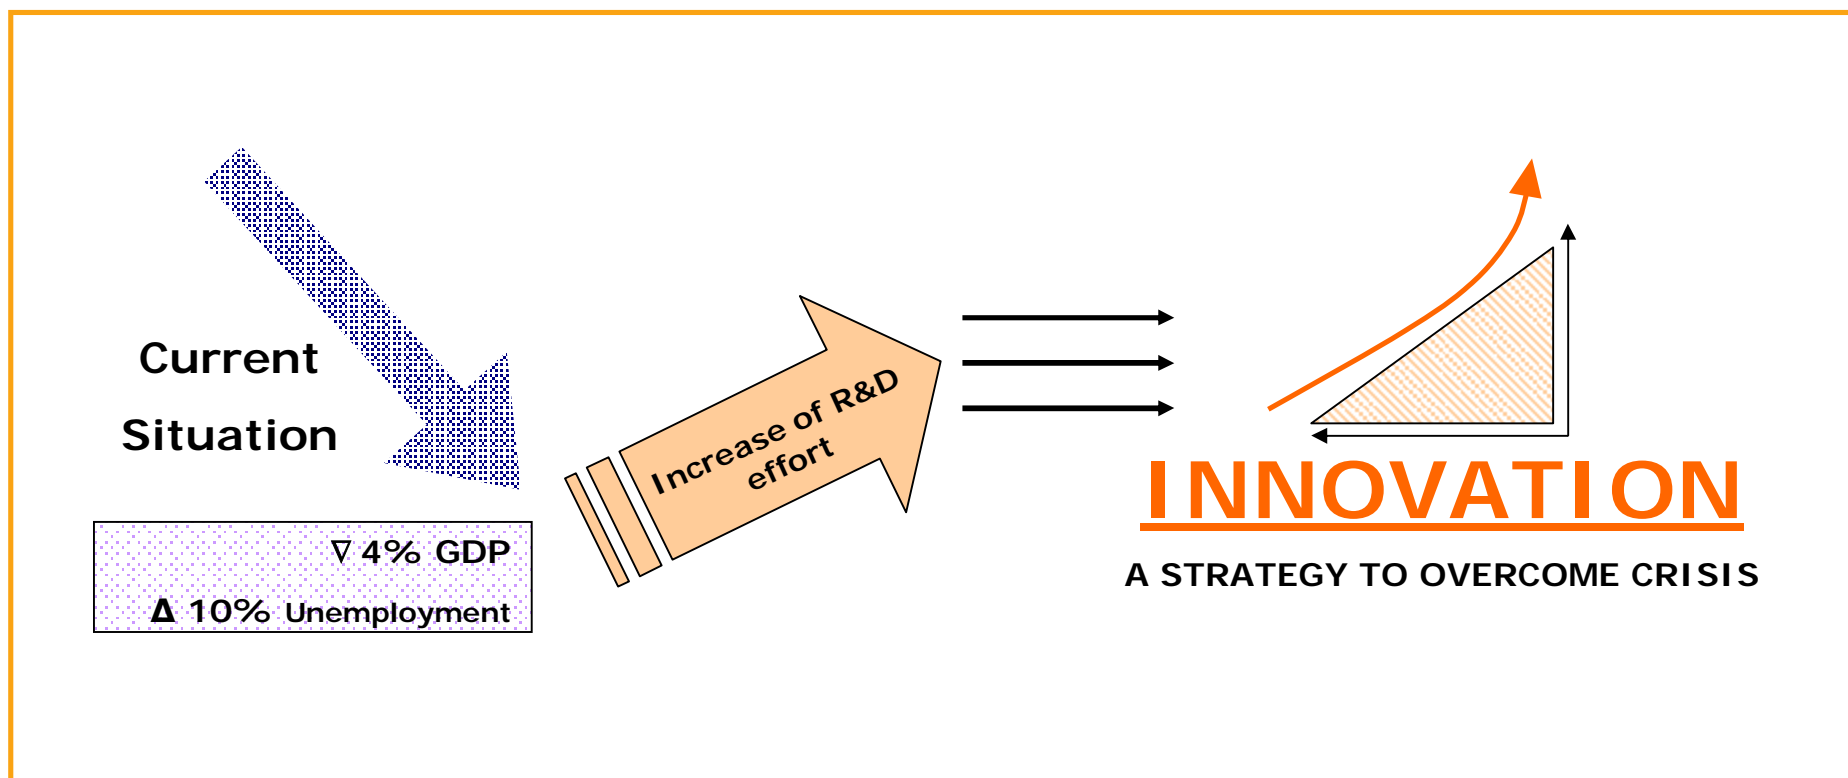 Current
Situation
∇ 4% GDP
Δ 10% Unemployment
Increase of R&D
effort
INNOVATION
A STRATEGY TO OVERCOME CRISIS